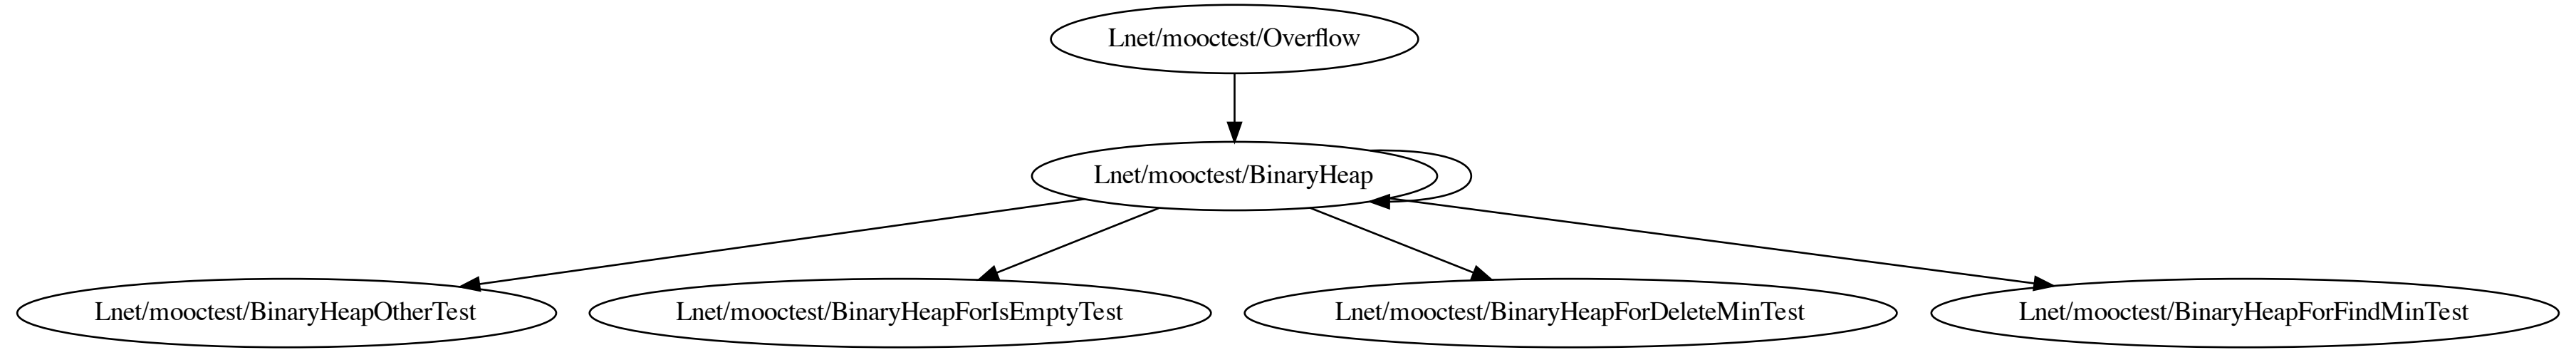 Lnet/mooctest/Overflow
Lnet/mooctest/BinaryHeap
Lnet/mooctest/BinaryHeapOtherTest
Lnet/mooctest/BinaryHeapForIsEmptyTest
Lnet/mooctest/BinaryHeapForDeleteMinTest
Lnet/mooctest/BinaryHeapForFindMinTest